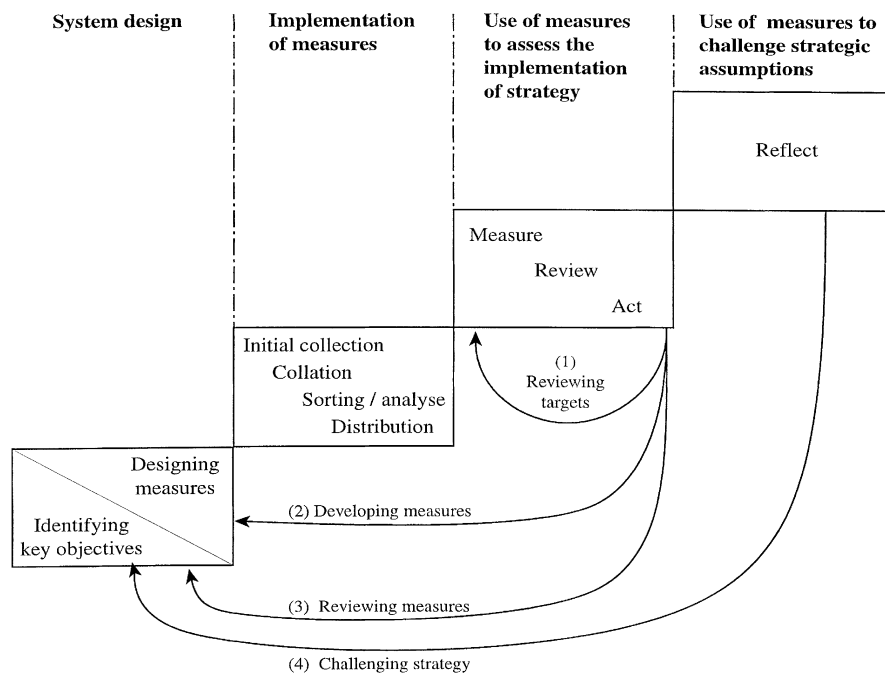 System design
Implementation
of measures
Use of measures
to assess the
implementation
of strategy
Use of measures to
challenge strategic
assumptions
Reflect
Measure
Review
Act
Initial collection
Collation
Sorting / analyse
Distribution
(1)
Reviewing
targets
Designing
measures
Identifying
key objectives
(2) Developing measures
(3) Reviewing measures
(4) Challenging strategy